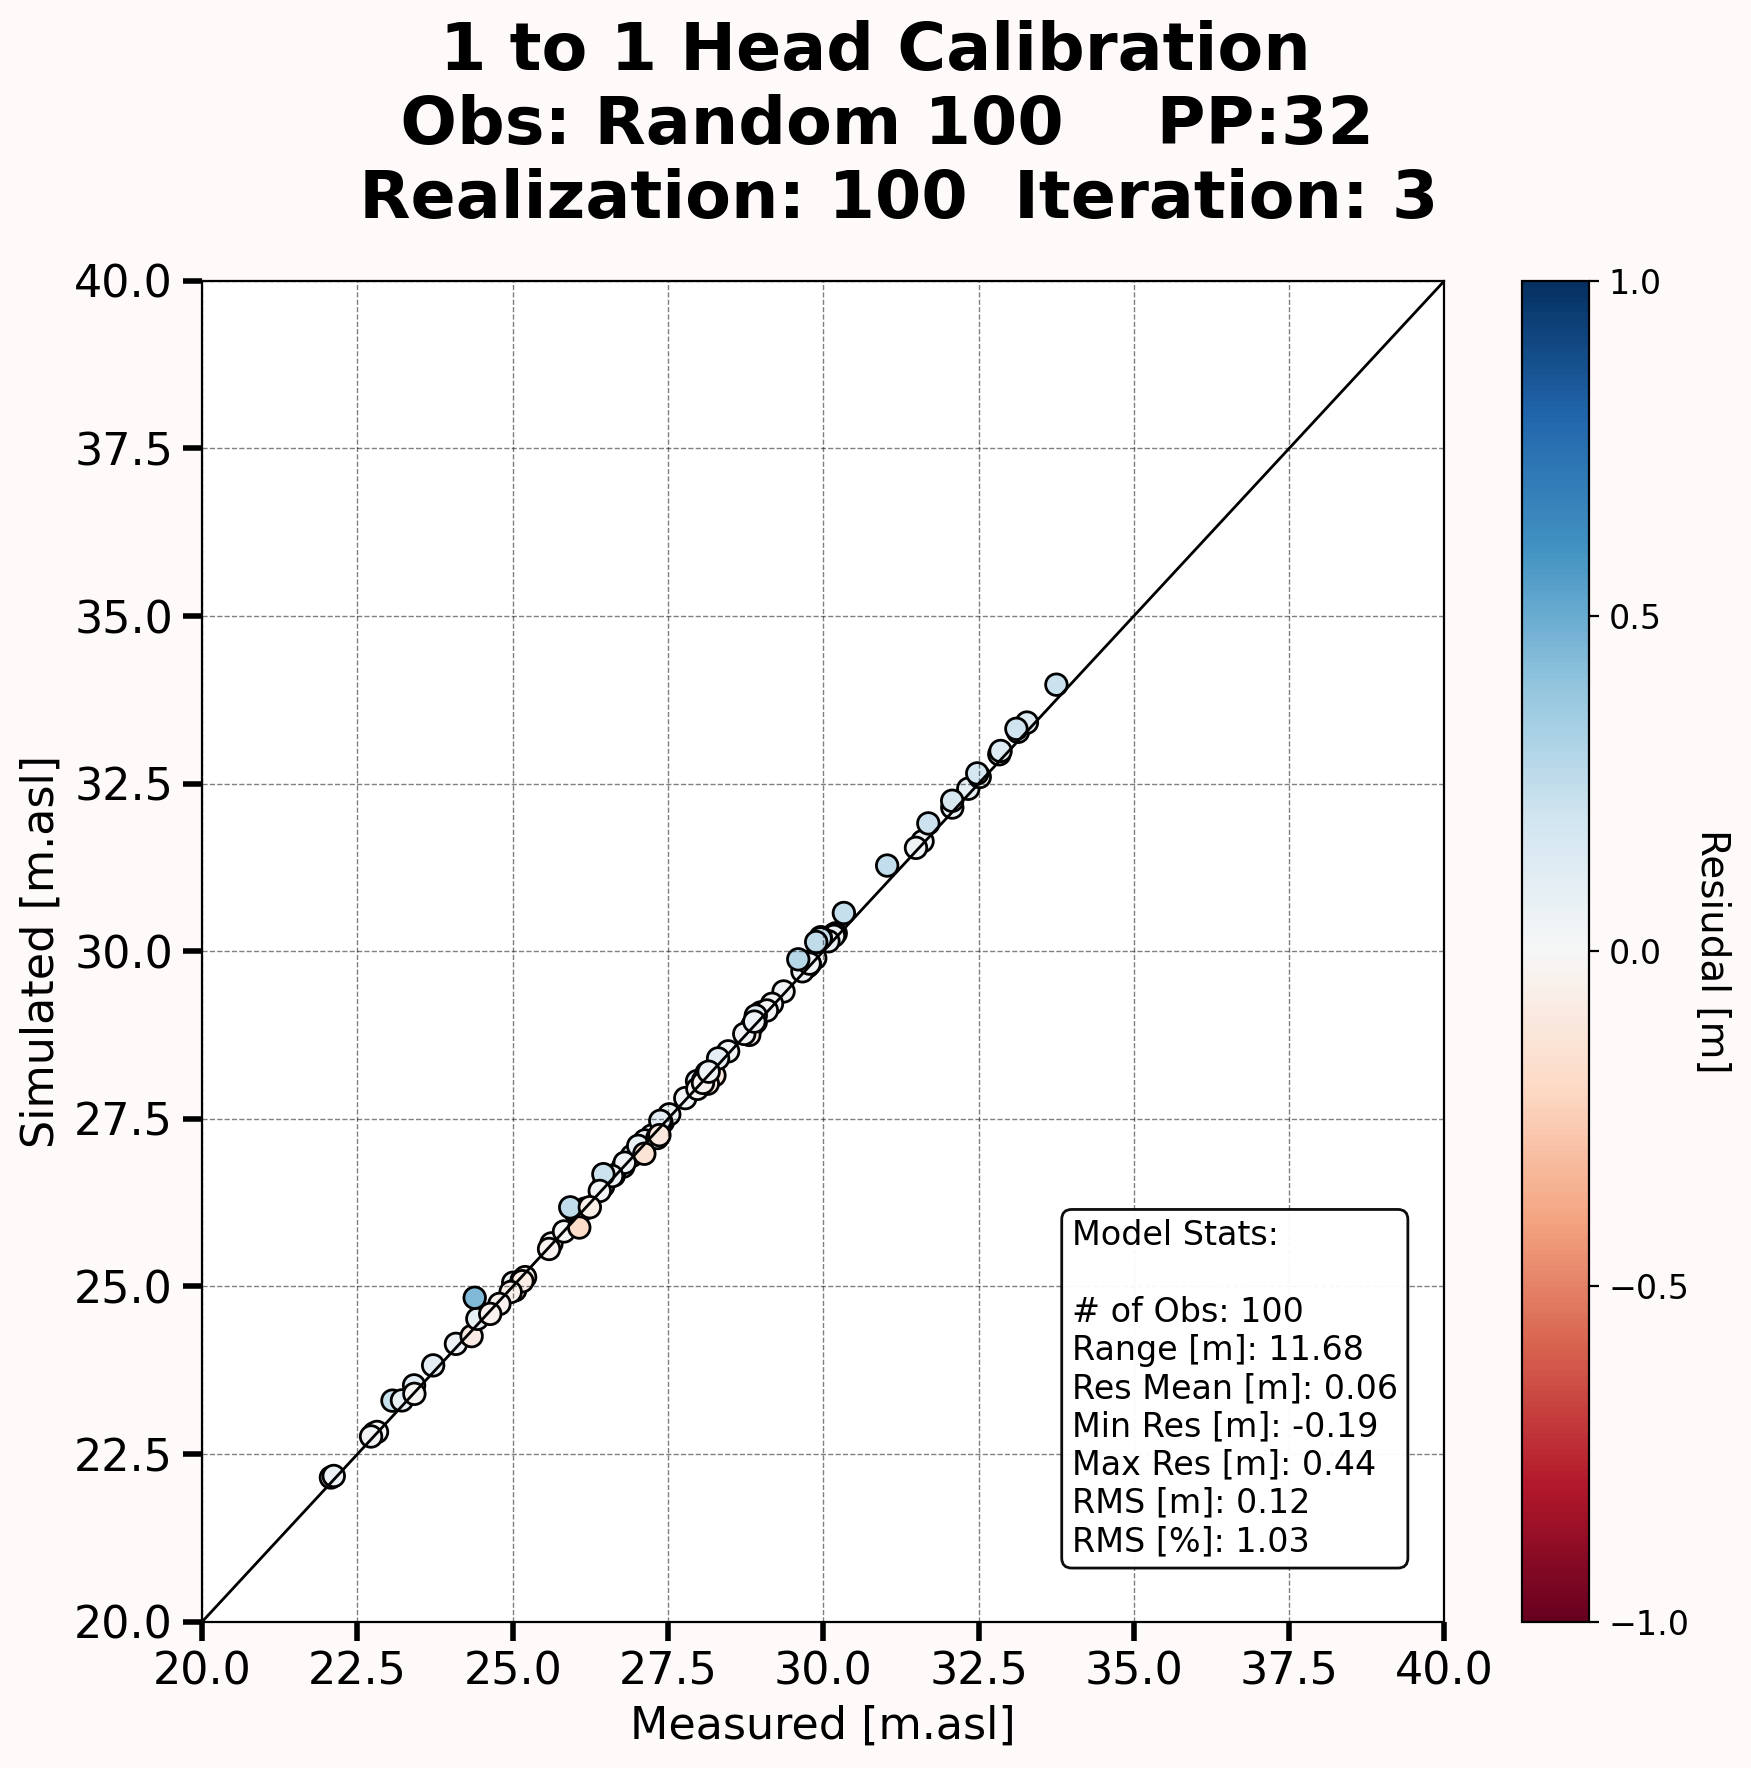 1 to 1 Head Calibration
Obs: Random 100    PP:32
Realization: 100  Iteration: 3
40.0
37.5
35.0
32.5
30.0
27.5
25.0
22.5
20.0
Simulated [m.asl]
20.0 22.5 25.0 27.5 30.0 32.5 35.0 37.5 40.0
Measured [m.asl]
Model Stats:
# of Obs: 100
Range [m]: 11.68
Res Mean [m]: 0.06
Min Res [m]: -0.19
Max Res [m]: 0.44
RMS [m]: 0.12
RMS [%]: 1.03
1.0
0.5
0.0
−0.5
−1.0
Resiudal [m]